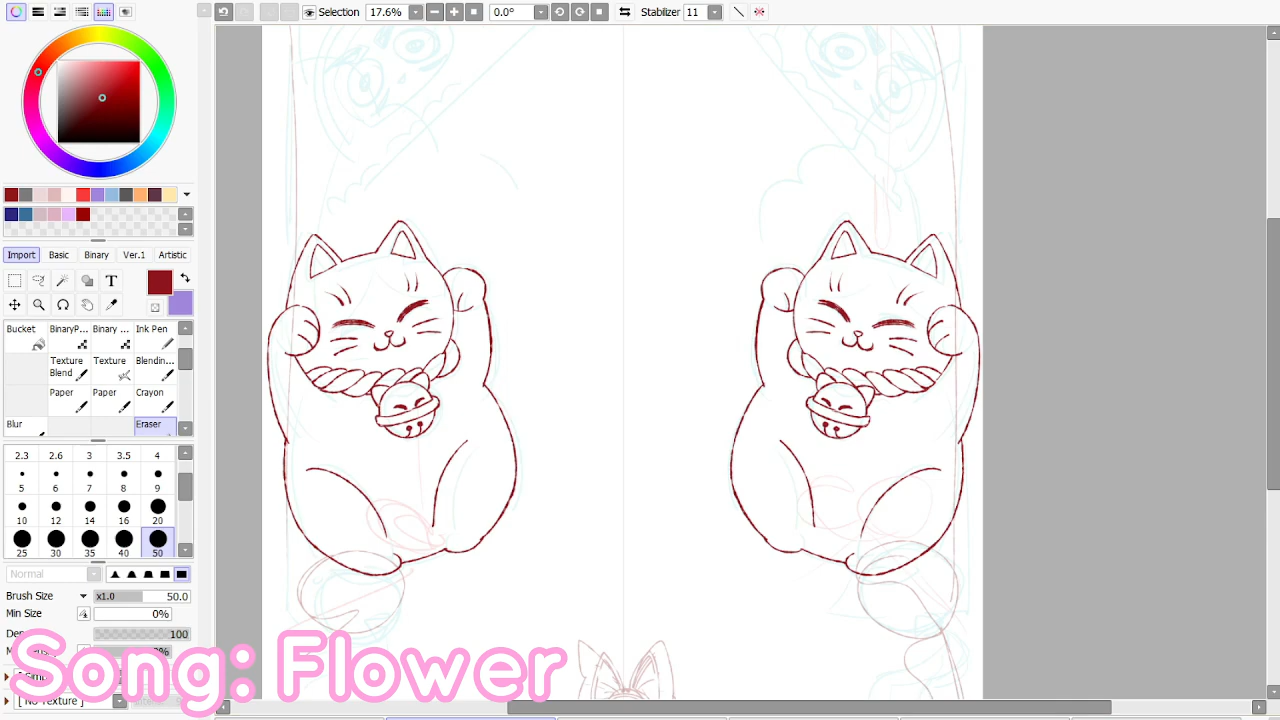 Selection 17.6% 0.0° Stabilizer 11
Import Basic Binary Ver.1 Artistic
T
Bucket BinaryP... Binary ... Ink Pen
Texture Blend Texture Blendin...
Paper Paper Crayon
Blur Eraser
2.3 2.6 3 3.5 4
5 6 7 8 9
10 12 14 16 20
25 30 35 40 50
Normal
Brush Size x1.0 50.0
Min Size 0%
100
Song: Flower
[ No Texture ]